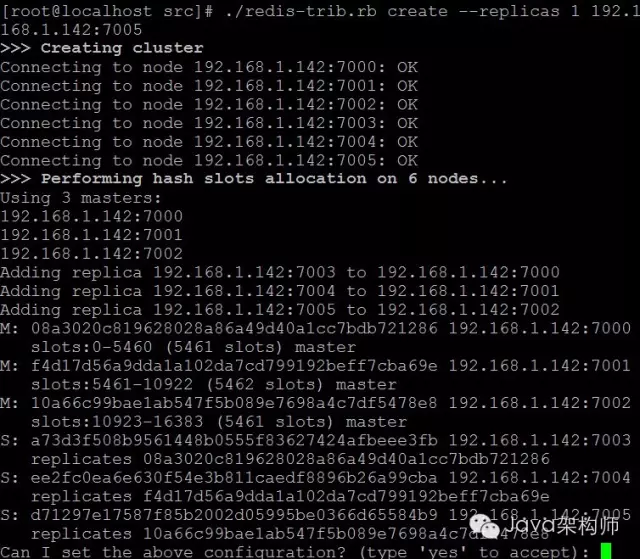 [root@localhost src]# ./redis-trib.rb create --replicas 1 192.1
68.1.142:7005
>>> Creating cluster
Connecting to node 192.168.1.142:7000: OK
Connecting to node 192.168.1.142:7001: OK
Connecting to node 192.168.1.142:7002: OK
Connecting to node 192.168.1.142:7003: OK
Connecting to node 192.168.1.142:7004: OK
Connecting to node 192.168.1.142:7005: OK
>>> Performing hash slots allocation on 6 nodes...
Using 3 masters:
192.168.1.142:7000
192.168.1.142:7001
192.168.1.142:7002
Adding replica 192.168.1.142:7003 to 192.168.1.142:7000
Adding replica 192.168.1.142:7004 to 192.168.1.142:7001
Adding replica 192.168.1.142:7005 to 192.168.1.142:7002
M: 08a3020c819628028a86a49d40a1cc7bdb721286 192.168.1.142:7000
slots:0-5460 (5461 slots) master
M: f4d17d56a9dda1a102da7cd799192beff7cba69e 192.168.1.142:7001
slots:5461-10922 (5462 slots) master
M: 10a66c99bae1ab547f5b089e7698a4c7df5478e8 192.168.1.142:7002
slots:10923-16383 (5461 slots) master
S: a73d3f508b9561448b0555f83627424afbeee3fb 192.168.1.142:7003
replicates 08a3020c819628028a86a49d40a1cc7bdb721286
S: ee2fc0ea6e630f54e3b811caedf8896b26a99cba 192.168.1.142:7004
replicates f4d17d56a9dda1a102da7cd799192beff7cba69e
S: d71297e17587f85b2002d05995be0366d65584b9 192.168.1.142:7005
replicates 10a66c99bae1ab547f5b089e7698a4c7df5478e8
Java架构师
Can I set the above configuration? (type 'yes' to accept):